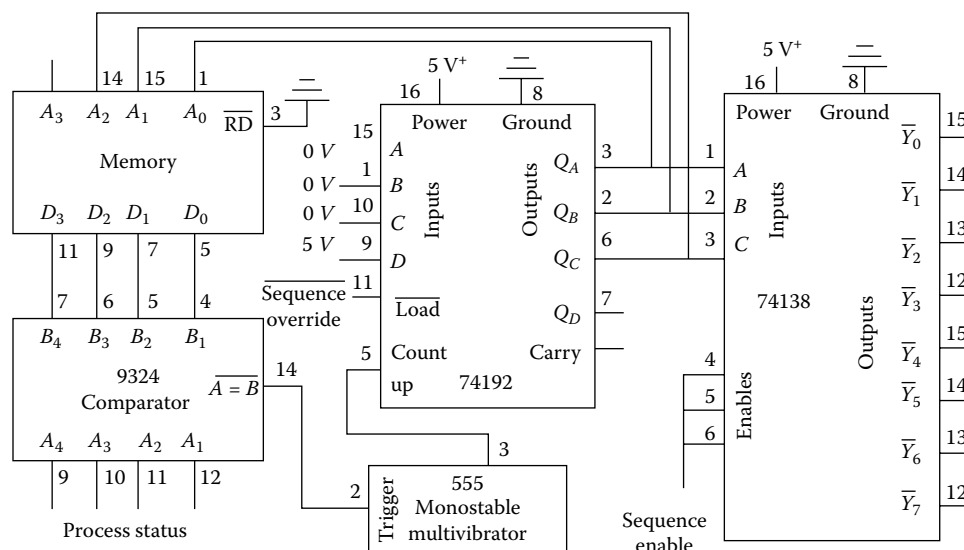 14 15 1
A3 A2 A1 A0
RD 3
Memory
D3 D2 D1 D0
11 9 7 5
7 6 5 4
B4 B3 B2 B1
9324
Comparator
A = B 14
A4 A3 A2 A1
9 10 11 12
Process status
5 V+
16 8
Power Ground
15
0 V A
1
0 V B
10
0 V C
9
5 V D
Inputs
11
Sequence
override
Load
5 Count
up
74192
Outputs
QA 3
QB 2
QC 6
QD 7
Carry
3
2
Trigger
555
Monostable
multivibrator
5 V+
16 8
Power Ground
1 A
2 B
3 C
Inputs
74138
4
5
6
Enables
Sequence
enable
Outputs
Y0 15
Y1 14
Y2 13
Y3 12
Y4 15
Y5 14
Y6 13
Y7 12